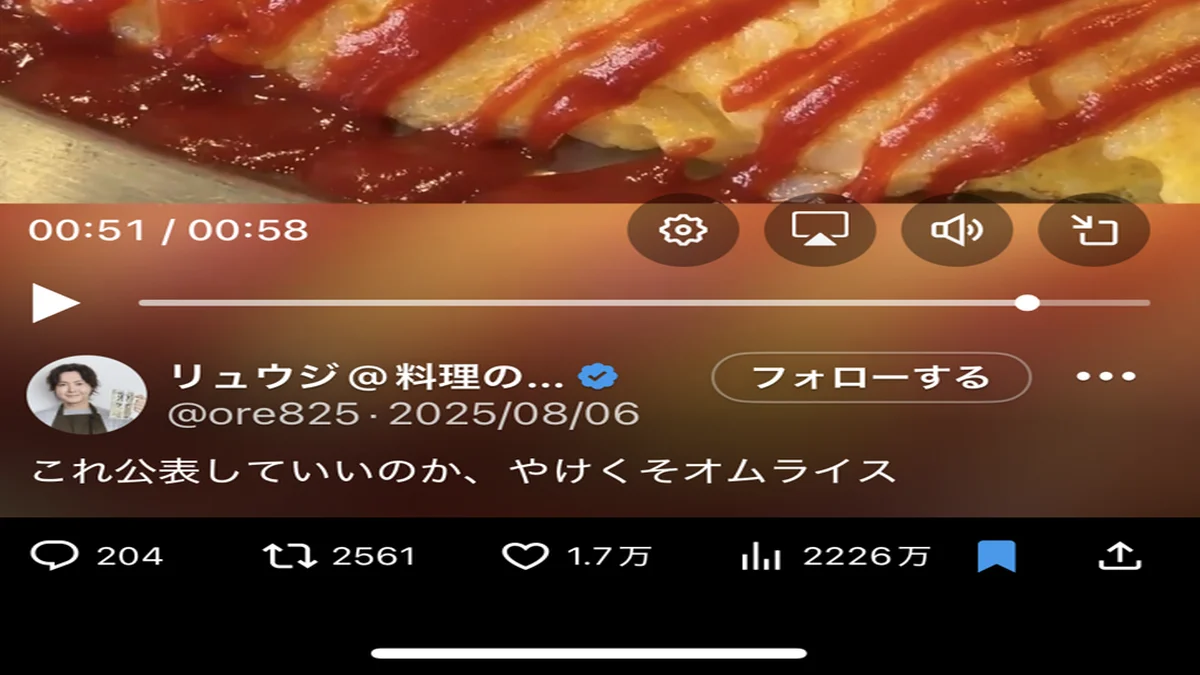 00:51 / 00:58
リュウジ@料理の...
フォローする
@ore825 · 2025/08/06
これ公表していいのか、やけくそオムライス
204 2561 1.7万 2226万